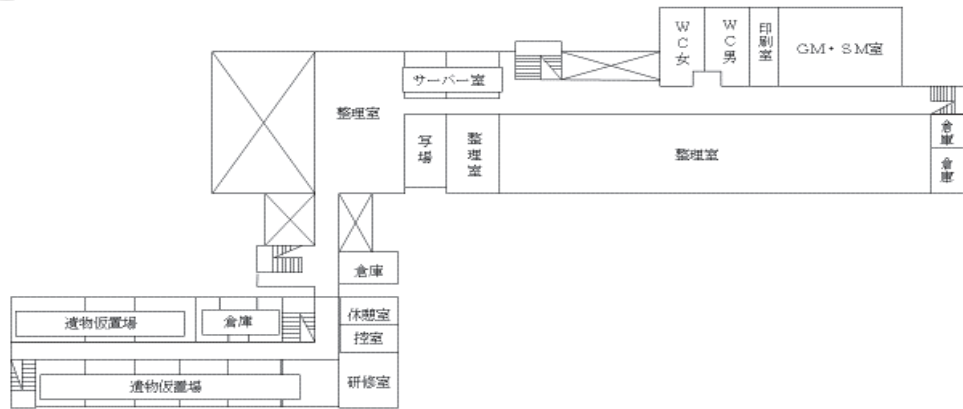 WC女
WC男
印刷室
GM・SM室
サーバー室
整理室
写場
整理室
整理室
倉庫
倉庫
倉庫
遺物仮置場
倉庫
休憩室
控室
遺物仮置場
研修室